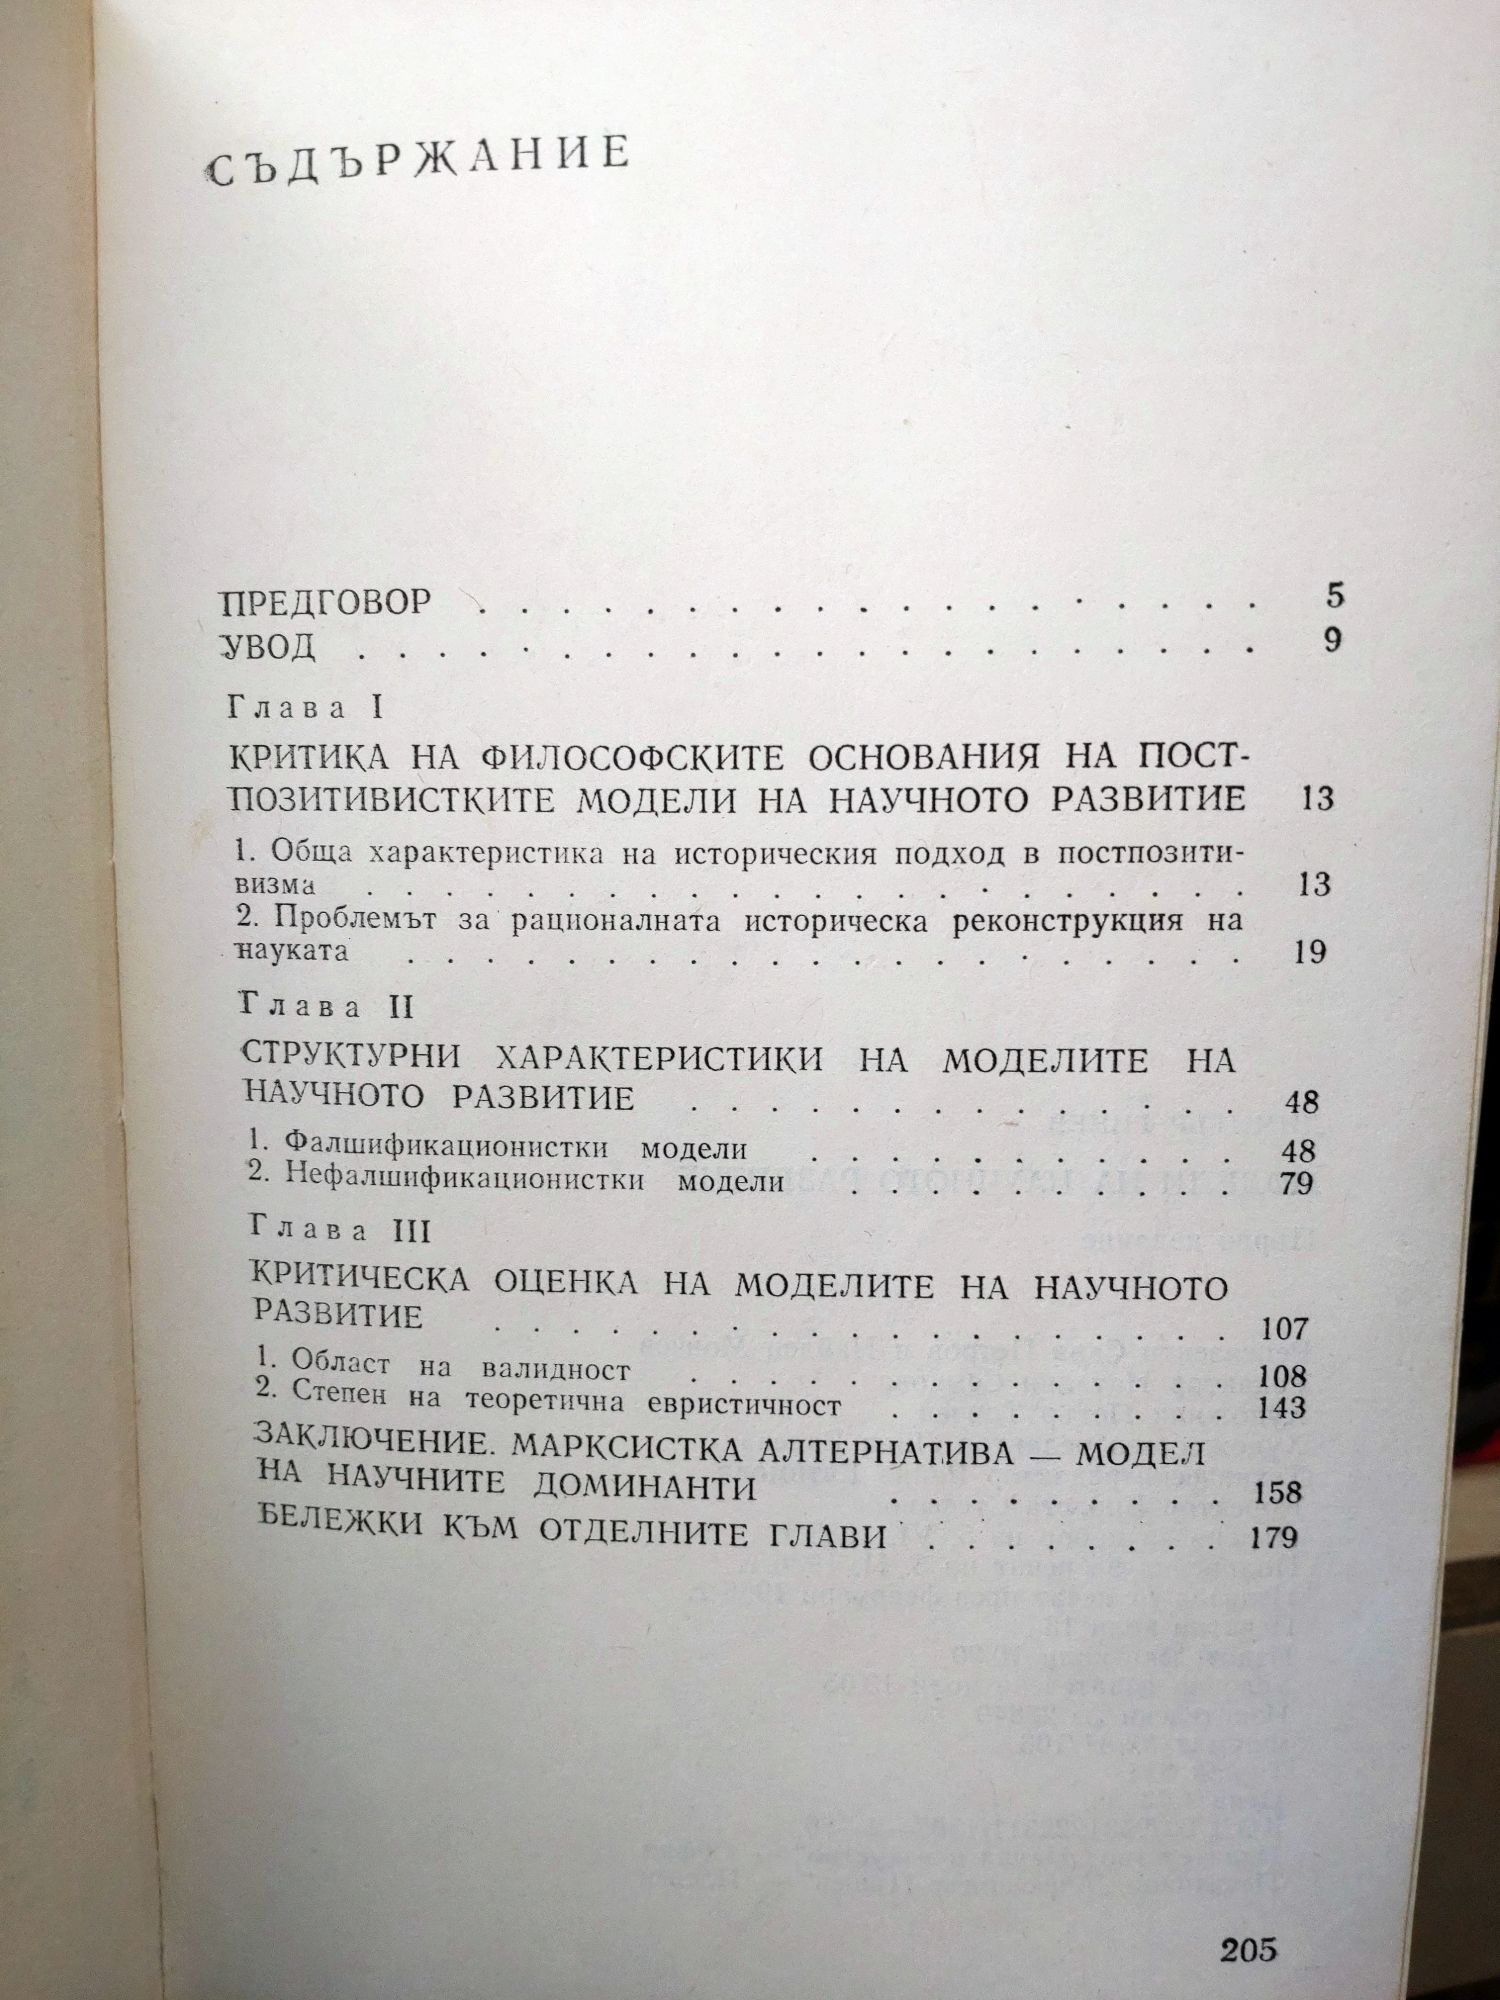 СЪДЪРЖАНИЕ
ПРЕДГОВОР . . . . . . . . . . . . . . . . . . . 5
УВОД . . . . . . . . . . . . . . . . . . . . . . 9
Глава I
КРИТИКА НА ФИЛОСОФСКИТЕ ОСНОВАНИЯ НА ПОСТ-
ПОЗИТИВИСТКИТЕ МОДЕЛИ НА НАУЧНОТО РАЗВИТИЕ 13
1. Обща характеристика на историческия подход в постпозити-
визма . . . . . . . . . . . . . . . . . . . . . . 13
2. Проблемът за рационалната историческа реконструкция на
науката . . . . . . . . . . . . . . . . . . . . . 19
Глава II
СТРУКТУРНИ ХАРАКТЕРИСТИКИ НА МОДЕЛИТЕ НА
НАУЧНОТО РАЗВИТИЕ . . . . . . . . . . . . . . 48
1. Фалшификационистки модели . . . . . . . . . . . 48
2. Нефалшификационистки модели . . . . . . . . . . 79
Глава III
КРИТИЧЕСКА ОЦЕНКА НА МОДЕЛИТЕ НА НАУЧНОТО
РАЗВИТИЕ . . . . . . . . . . . . . . . . . . . 107
1. Област на валидност . . . . . . . . . . . . . . 108
2. Степен на теоретична евристичност . . . . . . . . . 143
ЗАКЛЮЧЕНИЕ. МАРКСИСТКА АЛТЕРНАТИВА — МОДЕЛ
НА НАУЧНИТЕ ДОМИНАНТИ . . . . . . . . . 158
БЕЛЕЖКИ КЪМ ОТДЕЛНИТЕ ГЛАВИ . . . . . . . . 179
205